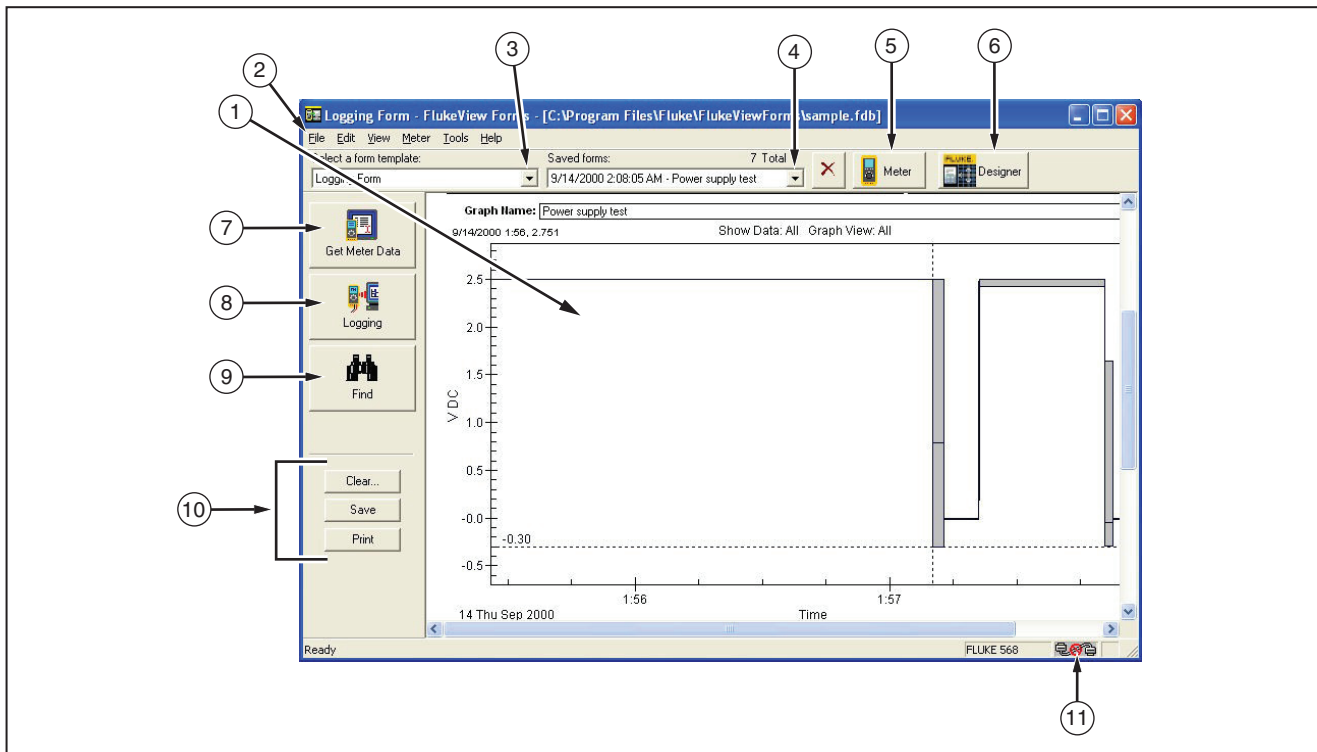 3
4
5
6
2
1
Logging Form - FlukeView Forms - [C:\Program Files\Fluke\FlukeViewForms\sample.fdb]
File Edit View Meter Tools Help
Select a form template:
Saved forms:
7 Total
Logging Form
9/14/2000 2:08:05 AM - Power supply test
Meter
FLUKE
Designer
7
Get Meter Data
8
Logging
9
Find
10
Clear...
Save
Print
Graph Name: Power supply test
9/14/2000 1:56, 2.751
Show Data: All Graph View: All
2.5
2.0
1.5
V DC
1.0
0.5
-0.0
-0.30
-0.5
1:56
1:57
14 Thu Sep 2000
Time
Ready
FLUKE 568
11